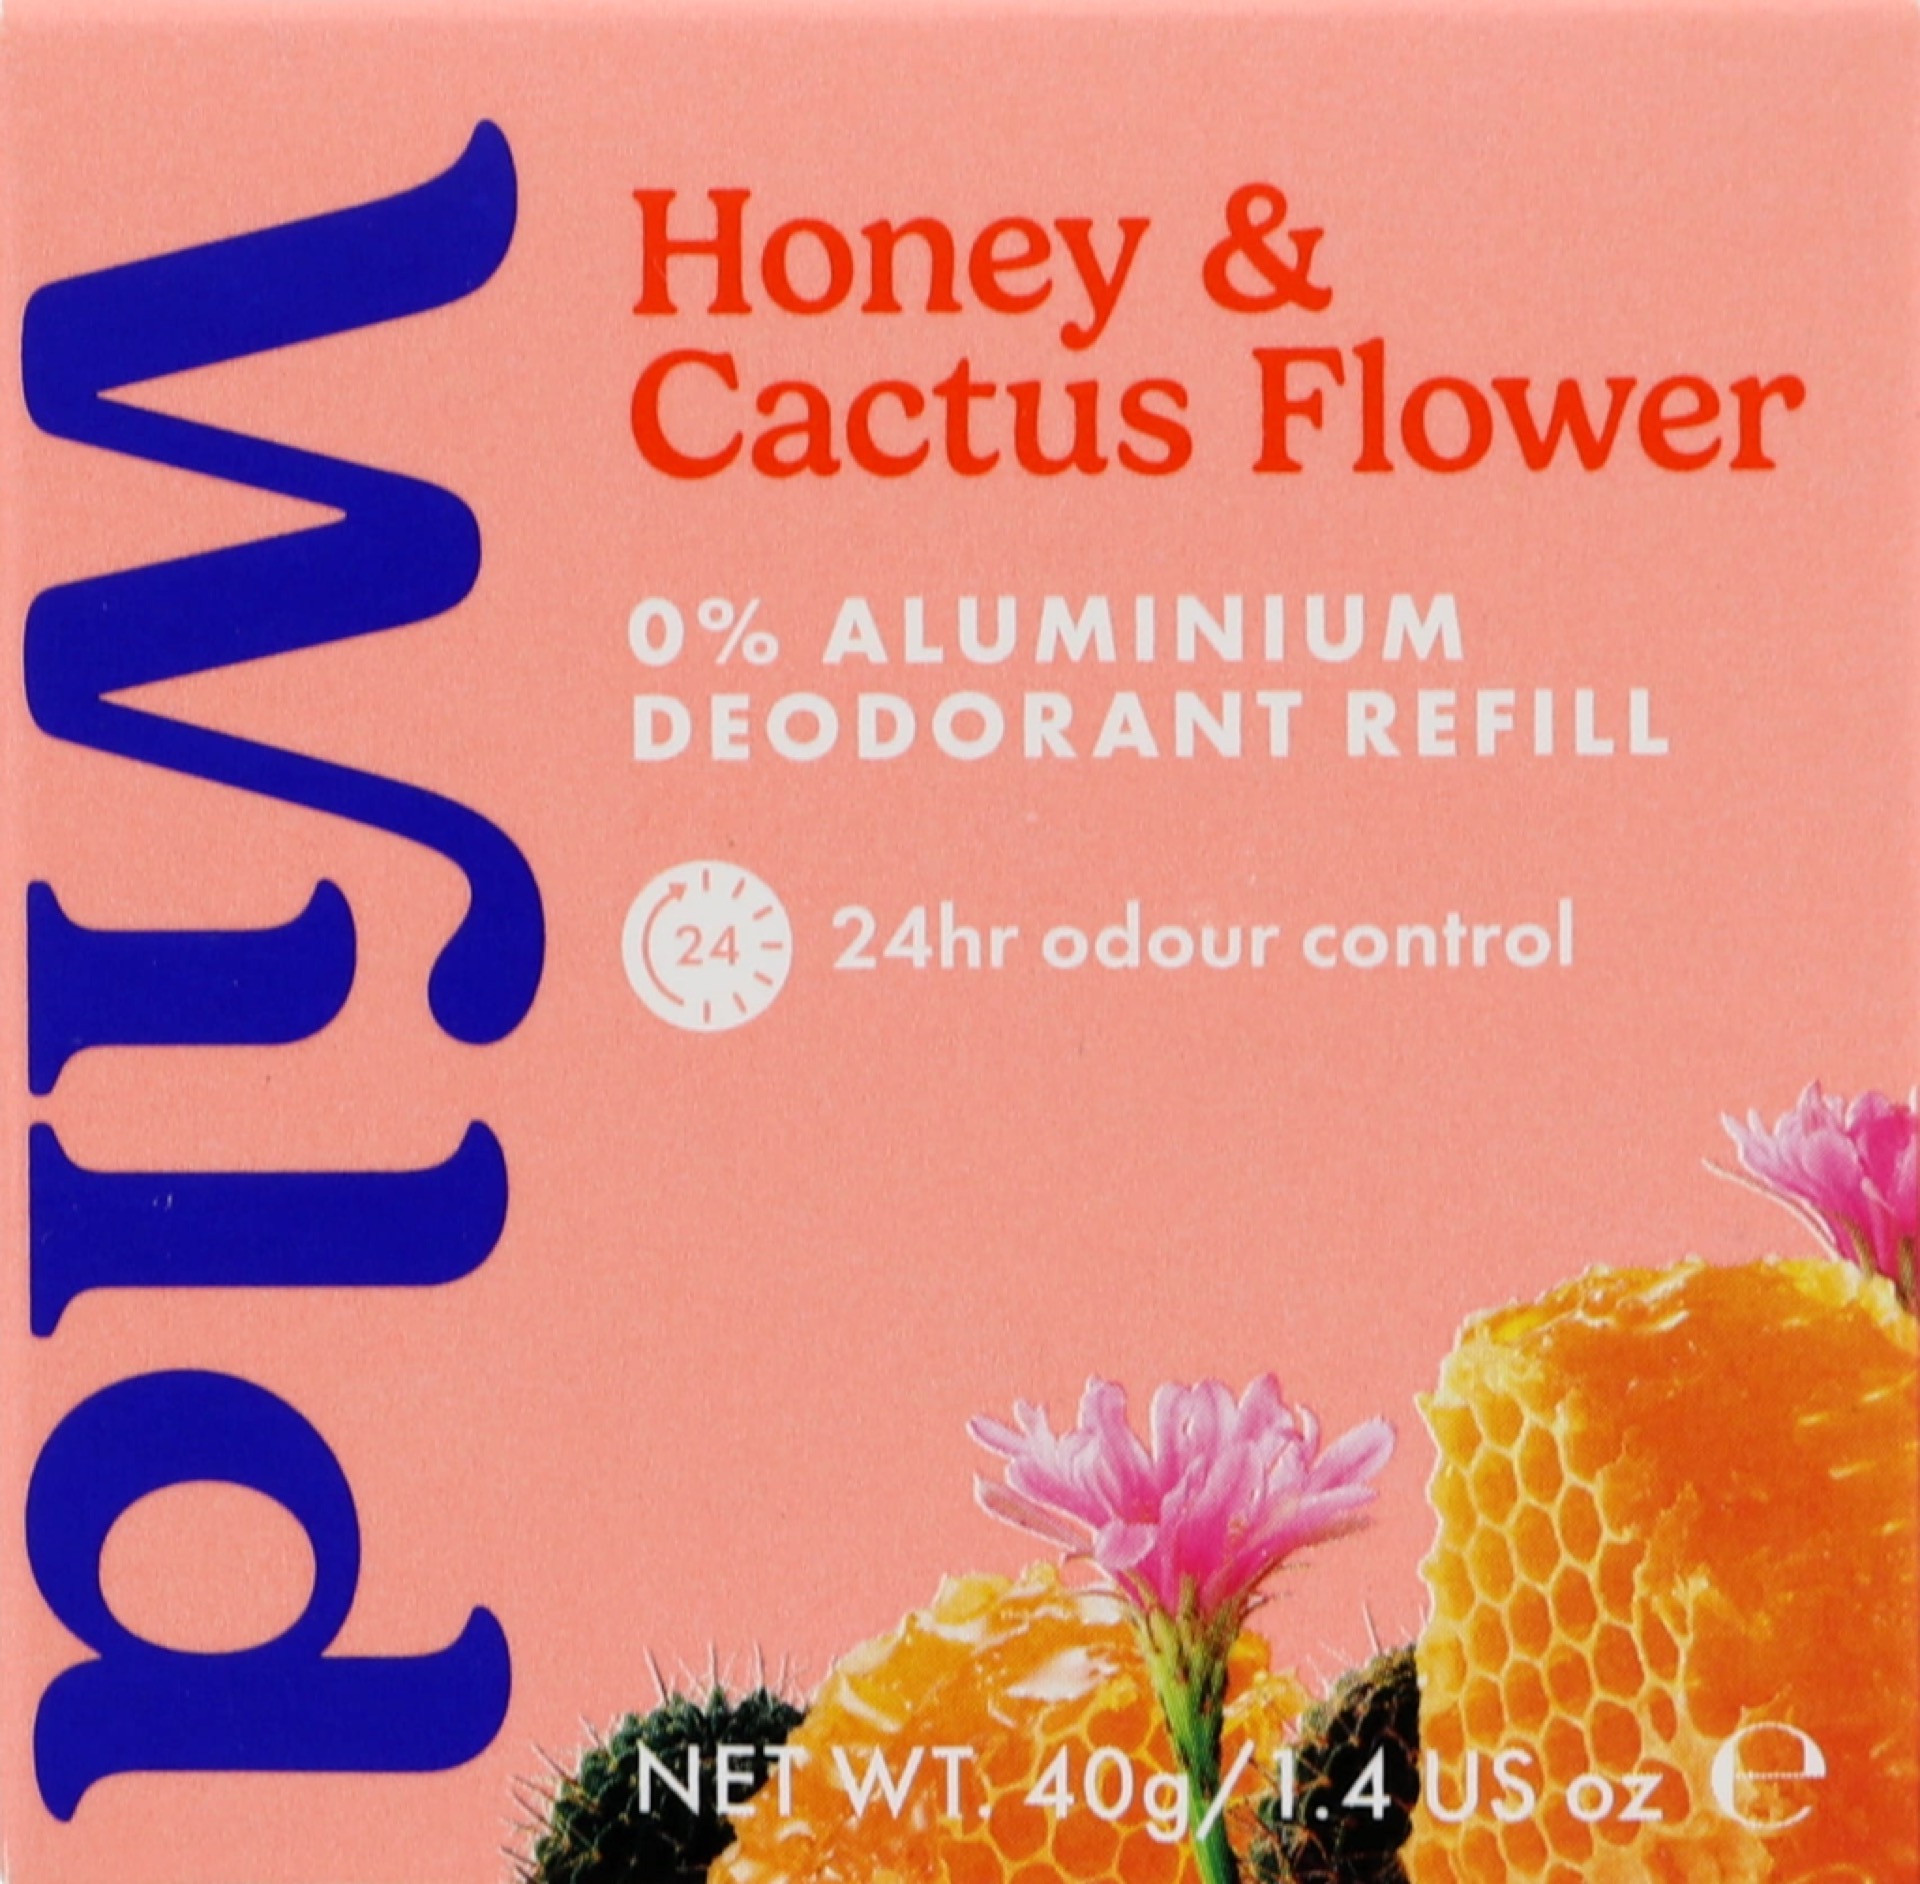 Wild
Honey &
Cactus Flower
0% ALUMINIUM
DEODORANT REFILL
24
24hr odour control
NET WT. 40g/1.4 US oz ℮